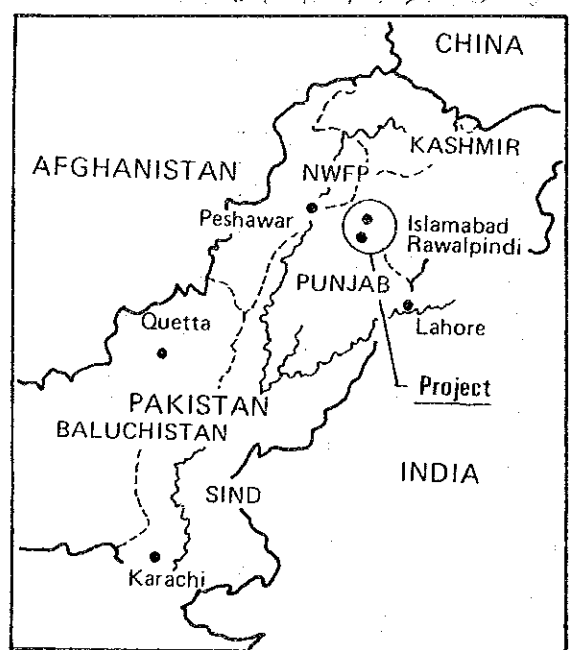 CHINA
KASHMIR
AFGHANISTAN
NWFP
Peshawar
Islamabad
Rawalpindi
PUNJAB
Quetta
Lahore
PAKISTAN
Project
BALUCHISTAN
INDIA
SIND
Karachi